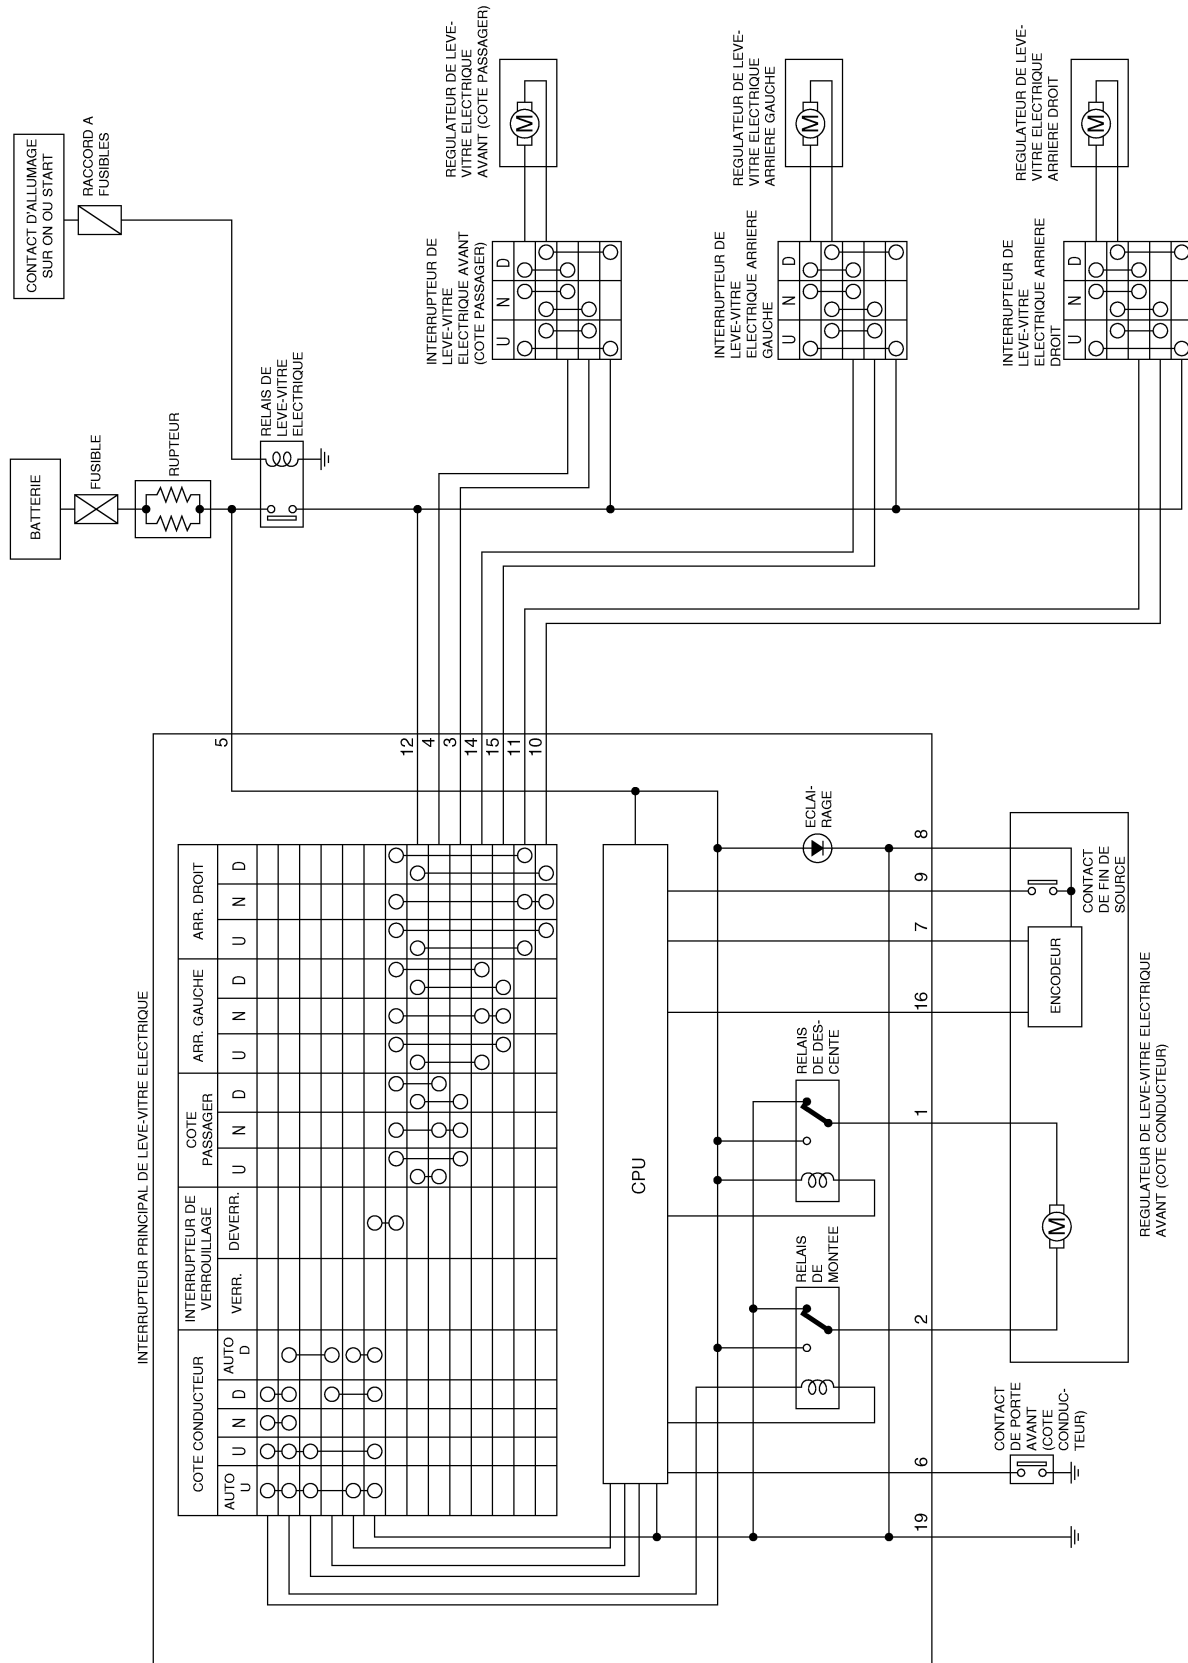 BATTERIE
FUSIBLE
RUPTEUR
CONTACT D'ALLUMAGE
SUR ON OU START
RACCORD A
FUSIBLES
RELAIS DE
LEVE-VITRE
ELECTRIQUE
REGULATEUR DE LEVE-
VITRE ELECTRIQUE
AVANT (COTE PASSAGER)
M
INTERRUPTEUR DE
LEVE-VITRE
ELECTRIQUE AVANT
(COTE PASSAGER)
U N D
REGULATEUR DE LEVE-
VITRE ELECTRIQUE
ARRIERE GAUCHE
M
INTERRUPTEUR DE
LEVE-VITRE
ELECTRIQUE ARRIERE
GAUCHE
U N D
REGULATEUR DE LEVE-
VITRE ELECTRIQUE
ARRIERE DROIT
M
INTERRUPTEUR DE
LEVE-VITRE
ELECTRIQUE ARRIERE
DROIT
U N D
INTERRUPTEUR PRINCIPAL DE LEVE-VITRE ELECTRIQUE
5
12
4
3
14
15
11
10
COTE CONDUCTEUR
AUTO
U
U N D
AUTO
D
INTERRUPTEUR DE
VERROUILLAGE
VERR. DEVERR.
COTE
PASSAGER
U N D
ARR. GAUCHE
U N D
ARR. DROIT
U N D
CPU
RELAIS
DE
MONTEE
RELAIS
DE DES-
CENTE
ECLAI-
RAGE
19 6 2 1 16 7 9 8
CONTACT
DE PORTE
AVANT
(COTE
CONDUC-
TEUR)
M
ENCODEUR
CONTACT
DE FIN DE
SOURCE
REGULATEUR DE LEVE-VITRE ELECTRIQUE
AVANT (COTE CONDUCTEUR)